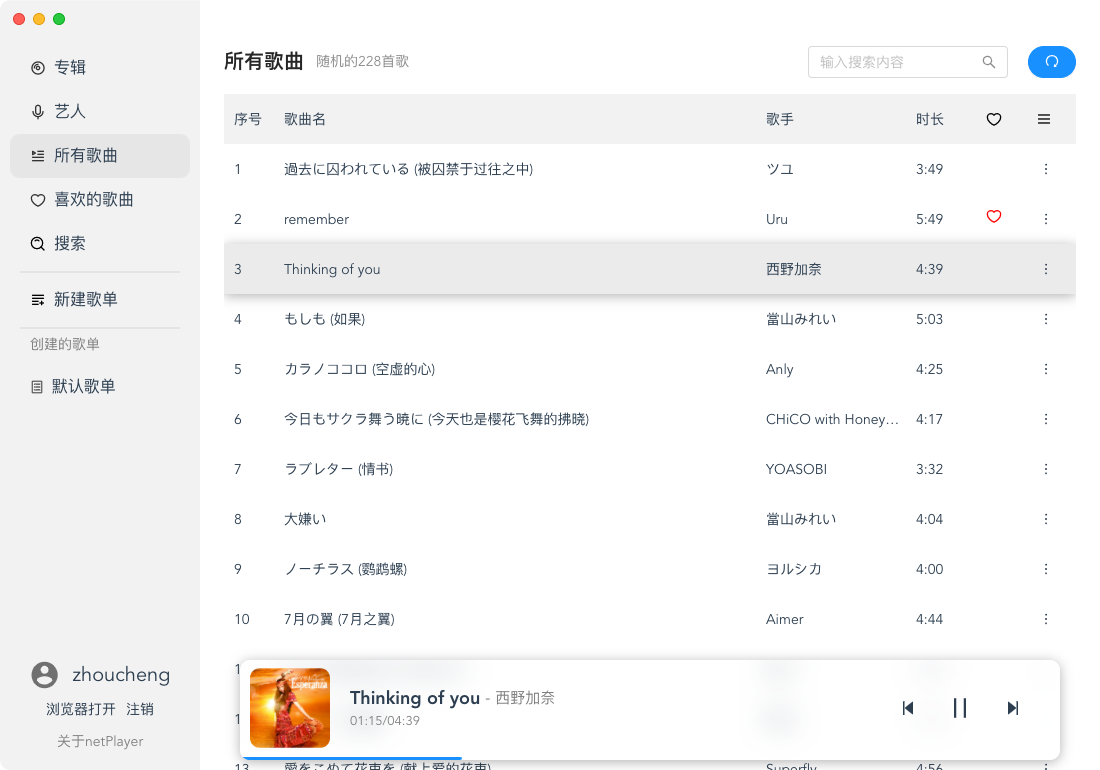 专辑
艺人
所有歌曲
喜欢的歌曲
搜索
新建歌单
创建的歌单
默认歌单
zhoucheng
浏览器打开 注销
关于netPlayer
所有歌曲 随机的228首歌
输入搜索内容
序号 歌曲名 歌手 时长
1 過去に囚われている (被囚禁于过往之中) ツユ 3:49
2 remember Uru 5:49
3 Thinking of you 西野加奈 4:39
4 もしも (如果) 當山みれい 5:03
5 カラノココロ (空虚的心) Anly 4:25
6 今日もサクラ舞う暁に (今天也是樱花飞舞的拂晓) CHiCO with Honey… 4:17
7 ラブレター (情书) YOASOBI 3:32
8 大嫌い 當山みれい 4:04
9 ノーチラス (鹦鹉螺) ヨルシカ 4:00
10 7月の翼 (7月之翼) Aimer 4:44
Esperanza
Thinking of you - 西野加奈
01:15/04:39
13 愛をこめて花束を (献上爱的花束) Superfly 4:56